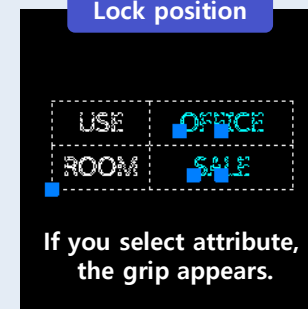 Lock position
USE OFFICE
ROOM SALE
If you select attribute,
the grip appears.